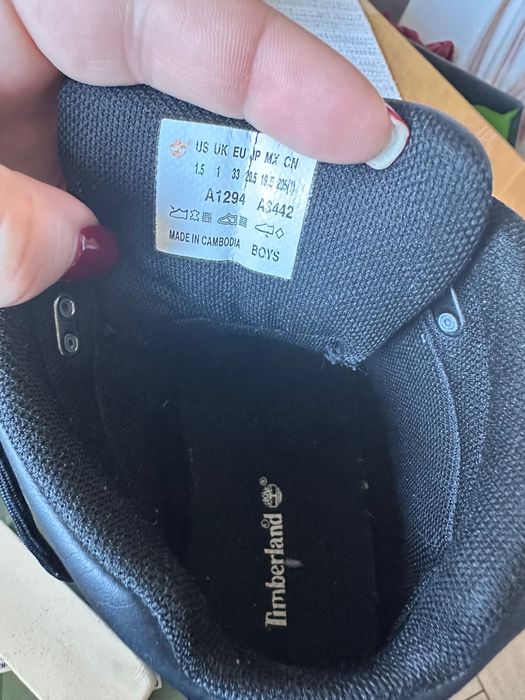 US UK EU JP MX CN
1.5 1 33 20.5 19.5 205(1)
A1294 A3442
MADE IN CAMBODIA BOYS
Timberland®